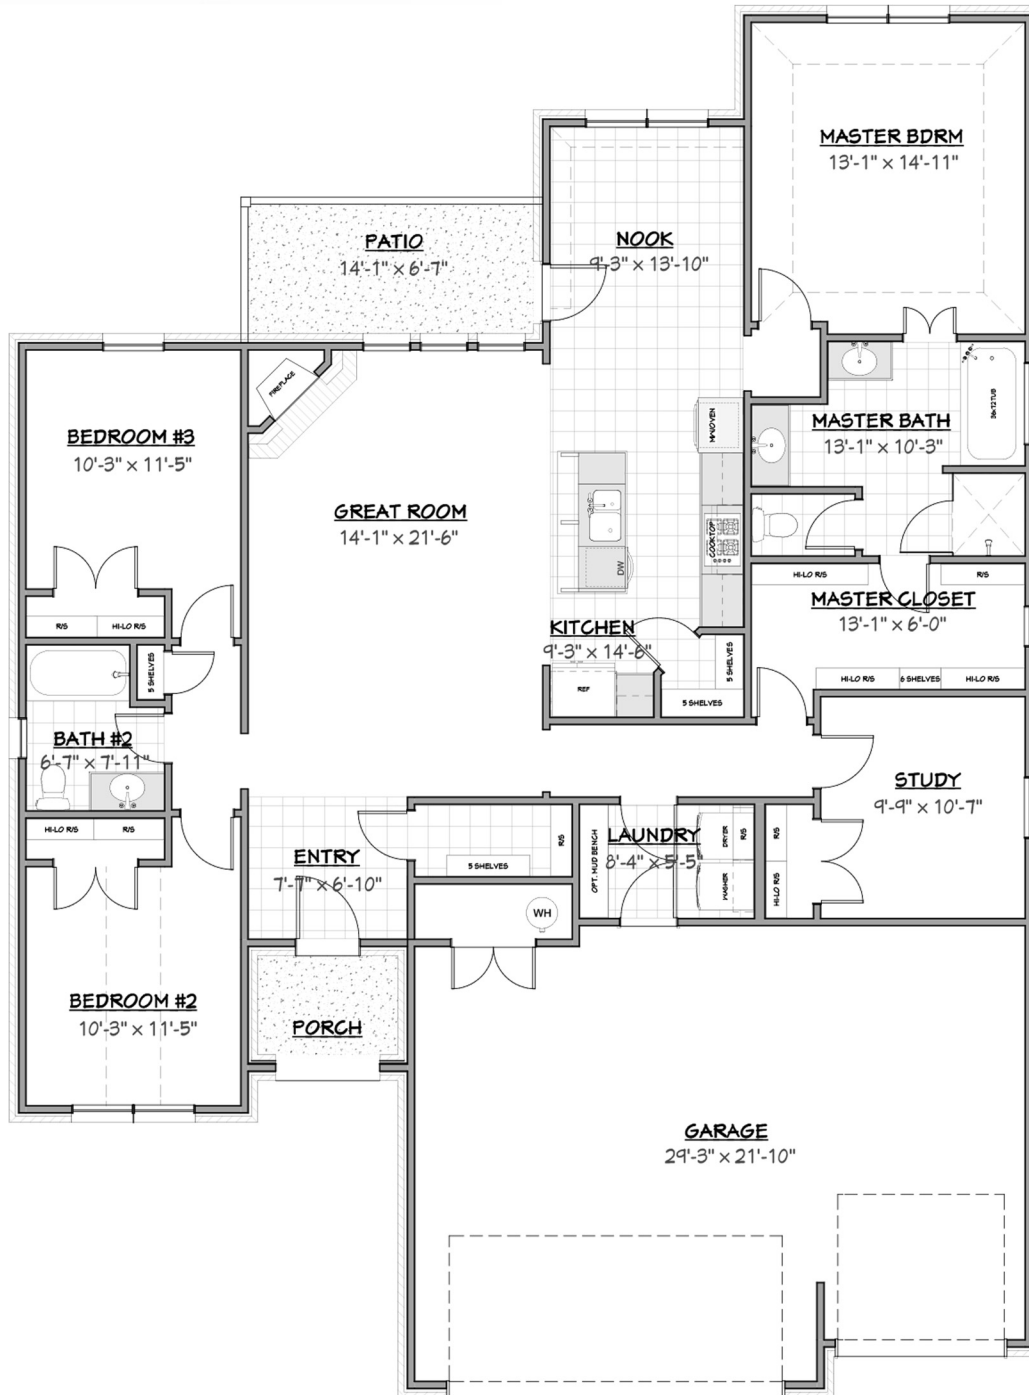 MASTER BDRM
13'-1" × 14'-11"
NOOK
9'-3" × 13'-10"
PATIO
14'-1" × 6'-7"
FIREPLACE
BEDROOM #3
10'-3" × 11'-5"
GREAT ROOM
14'-1" × 21'-6"
MW/OVEN
MASTER BATH
13'-1" × 10'-3"
36x72 TUB
COOKTOP
DW
R/S
HI-LO R/S
HI-LO R/S
R/S
MASTER CLOSET
13'-1" × 6'-0"
HI-LO R/S
6 SHELVES
HI-LO R/S
KITCHEN
9'-3" × 14'-6"
REF
5 SHELVES
5 SHELVES
5 SHELVES
BATH #2
6'-7" × 7'-11"
STUDY
9'-9" × 10'-7"
HI-LO R/S
R/S
ENTRY
7'-7" × 6'-10"
R/S
5 SHELVES
OPT. MUD BENCH
LAUNDRY
8'-4" × 5'-5"
DRYER
R/S
WASHER
R/S
HI-LO R/S
WH
BEDROOM #2
10'-3" × 11'-5"
PORCH
GARAGE
29'-3" × 21'-10"